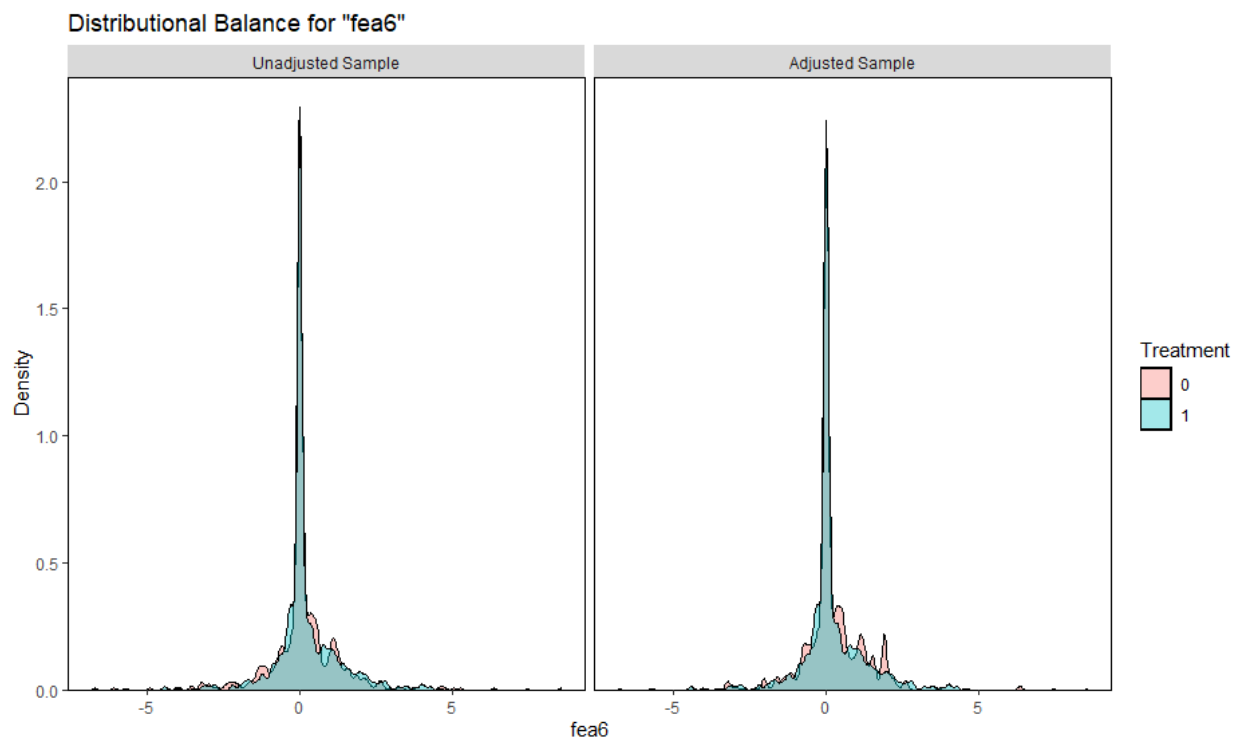 Distributional Balance for "fea6"
Unadjusted Sample
Adjusted Sample
2.0
1.5
1.0
0.5
0.0
Density
-5
0
5
-5
0
5
fea6
Treatment
0
1